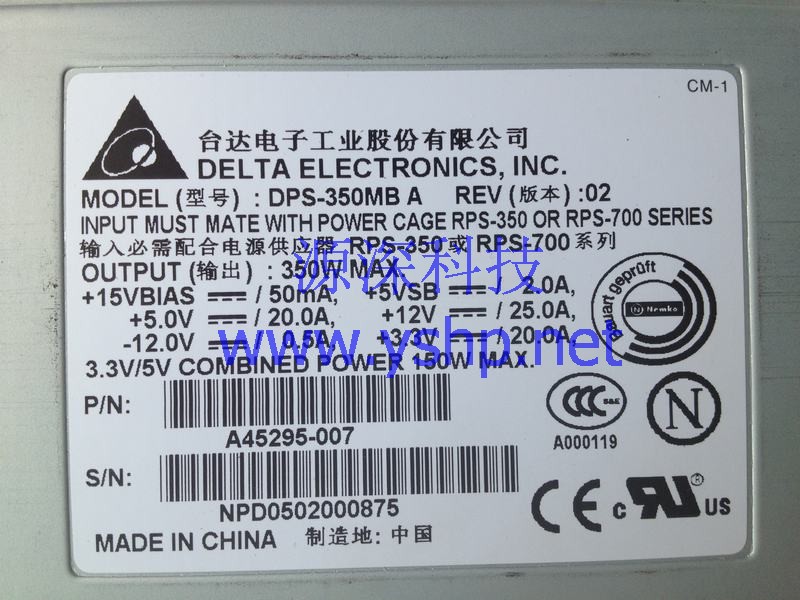 CM-1
台达电子工业股份有限公司
DELTA ELECTRONICS, INC.
MODEL (型号) : DPS-350MB A REV (版本) :02
INPUT MUST MATE WITH POWER CAGE RPS-350 OR RPS-700 SERIES
输入必需配合电源供应器 RPS-350 或 RPS-700 系列
OUTPUT (输出) : 350W MAX
源深科技
+15VBIAS ⎓ / 50mA, +5VSB ⎓ / 2.0A,
+5.0V ⎓ / 20.0A, +12V ⎓ / 25.0A,
-12.0V ⎓ / 0.5A, +3.3V ⎓ / 20.0A,
www.yshp.net
3.3V/5V COMBINED POWER 150W MAX.
bauart geprüft
N Nemko
P/N:
A45295-007
CCC S&E
A000119
N
S/N:
NPD0502000875
CE c RU US
MADE IN CHINA 制造地: 中国